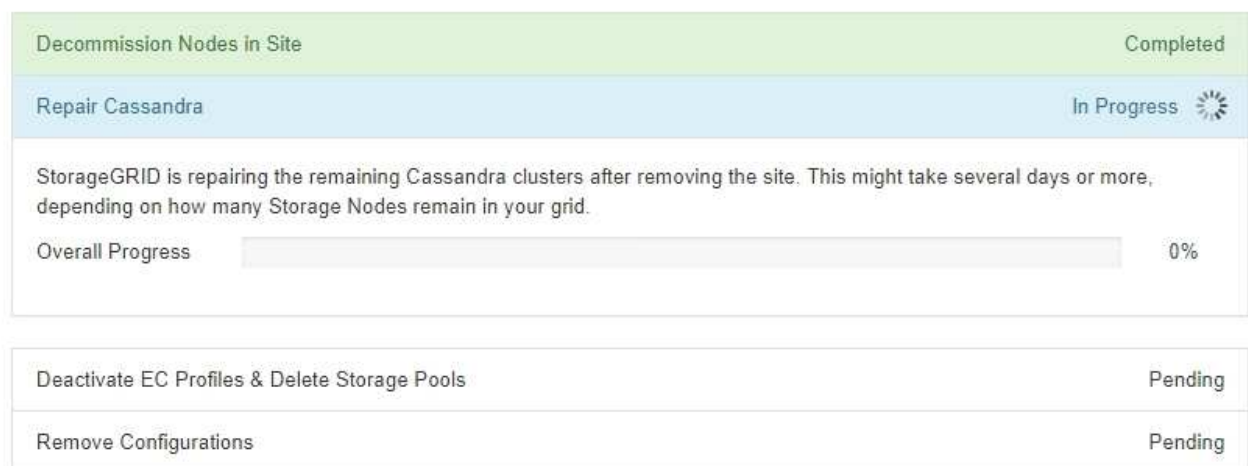 Decommission Nodes in Site Completed
Repair Cassandra In Progress
StorageGRID is repairing the remaining Cassandra clusters after removing the site. This might take several days or more,
depending on how many Storage Nodes remain in your grid.
Overall Progress 0%
Deactivate EC Profiles & Delete Storage Pools Pending
Remove Configurations Pending